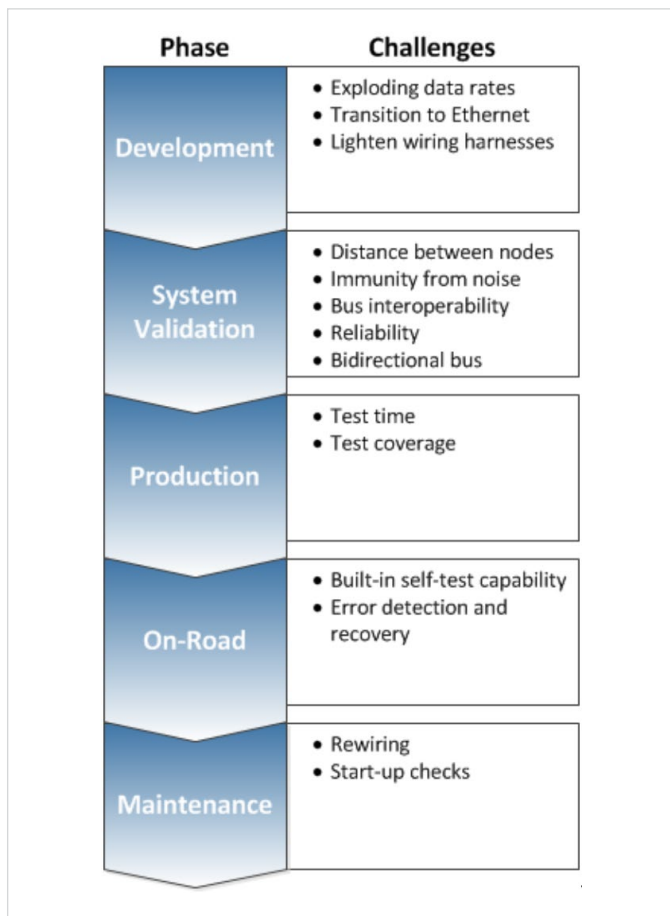 Phase Challenges
Development
• Exploding data rates
• Transition to Ethernet
• Lighten wiring harnesses
System
Validation
• Distance between nodes
• Immunity from noise
• Bus interoperability
• Reliability
• Bidirectional bus
Production
• Test time
• Test coverage
On-Road
• Built-in self-test capability
• Error detection and
recovery
Maintenance
• Rewiring
• Start-up checks